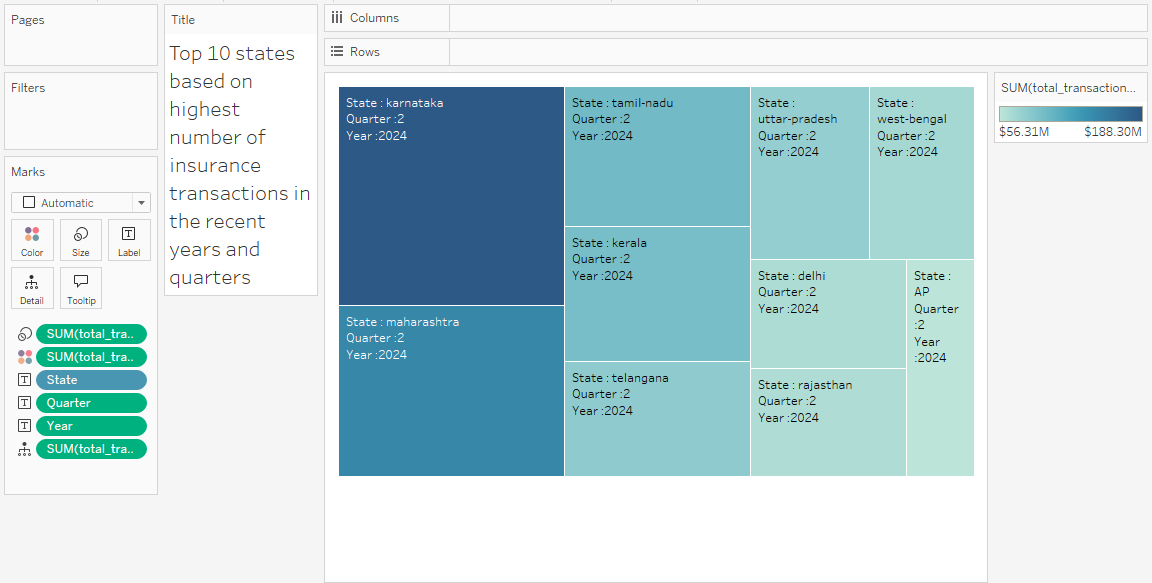 Pages
Filters
Marks
Automatic
Color
Size
Label
Detail
Tooltip
SUM(total_tra..
SUM(total_tra..
State
Quarter
Year
SUM(total_tra..
Title
Top 10 states
based on
highest
number of
insurance
transactions in
the recent
years and
quarters
Columns
Rows
State : karnataka
Quarter :2
Year :2024
State : maharashtra
Quarter :2
Year :2024
State : tamil-nadu
Quarter :2
Year :2024
State : kerala
Quarter :2
Year :2024
State : telangana
Quarter :2
Year :2024
State :
uttar-pradesh
Quarter :2
Year :2024
State :
west-bengal
Quarter :2
Year :2024
State : delhi
Quarter :2
Year :2024
State : rajasthan
Quarter :2
Year :2024
State :
AP
Quarter
:2
Year
:2024
SUM(total_transaction...
$56.31M $188.30M